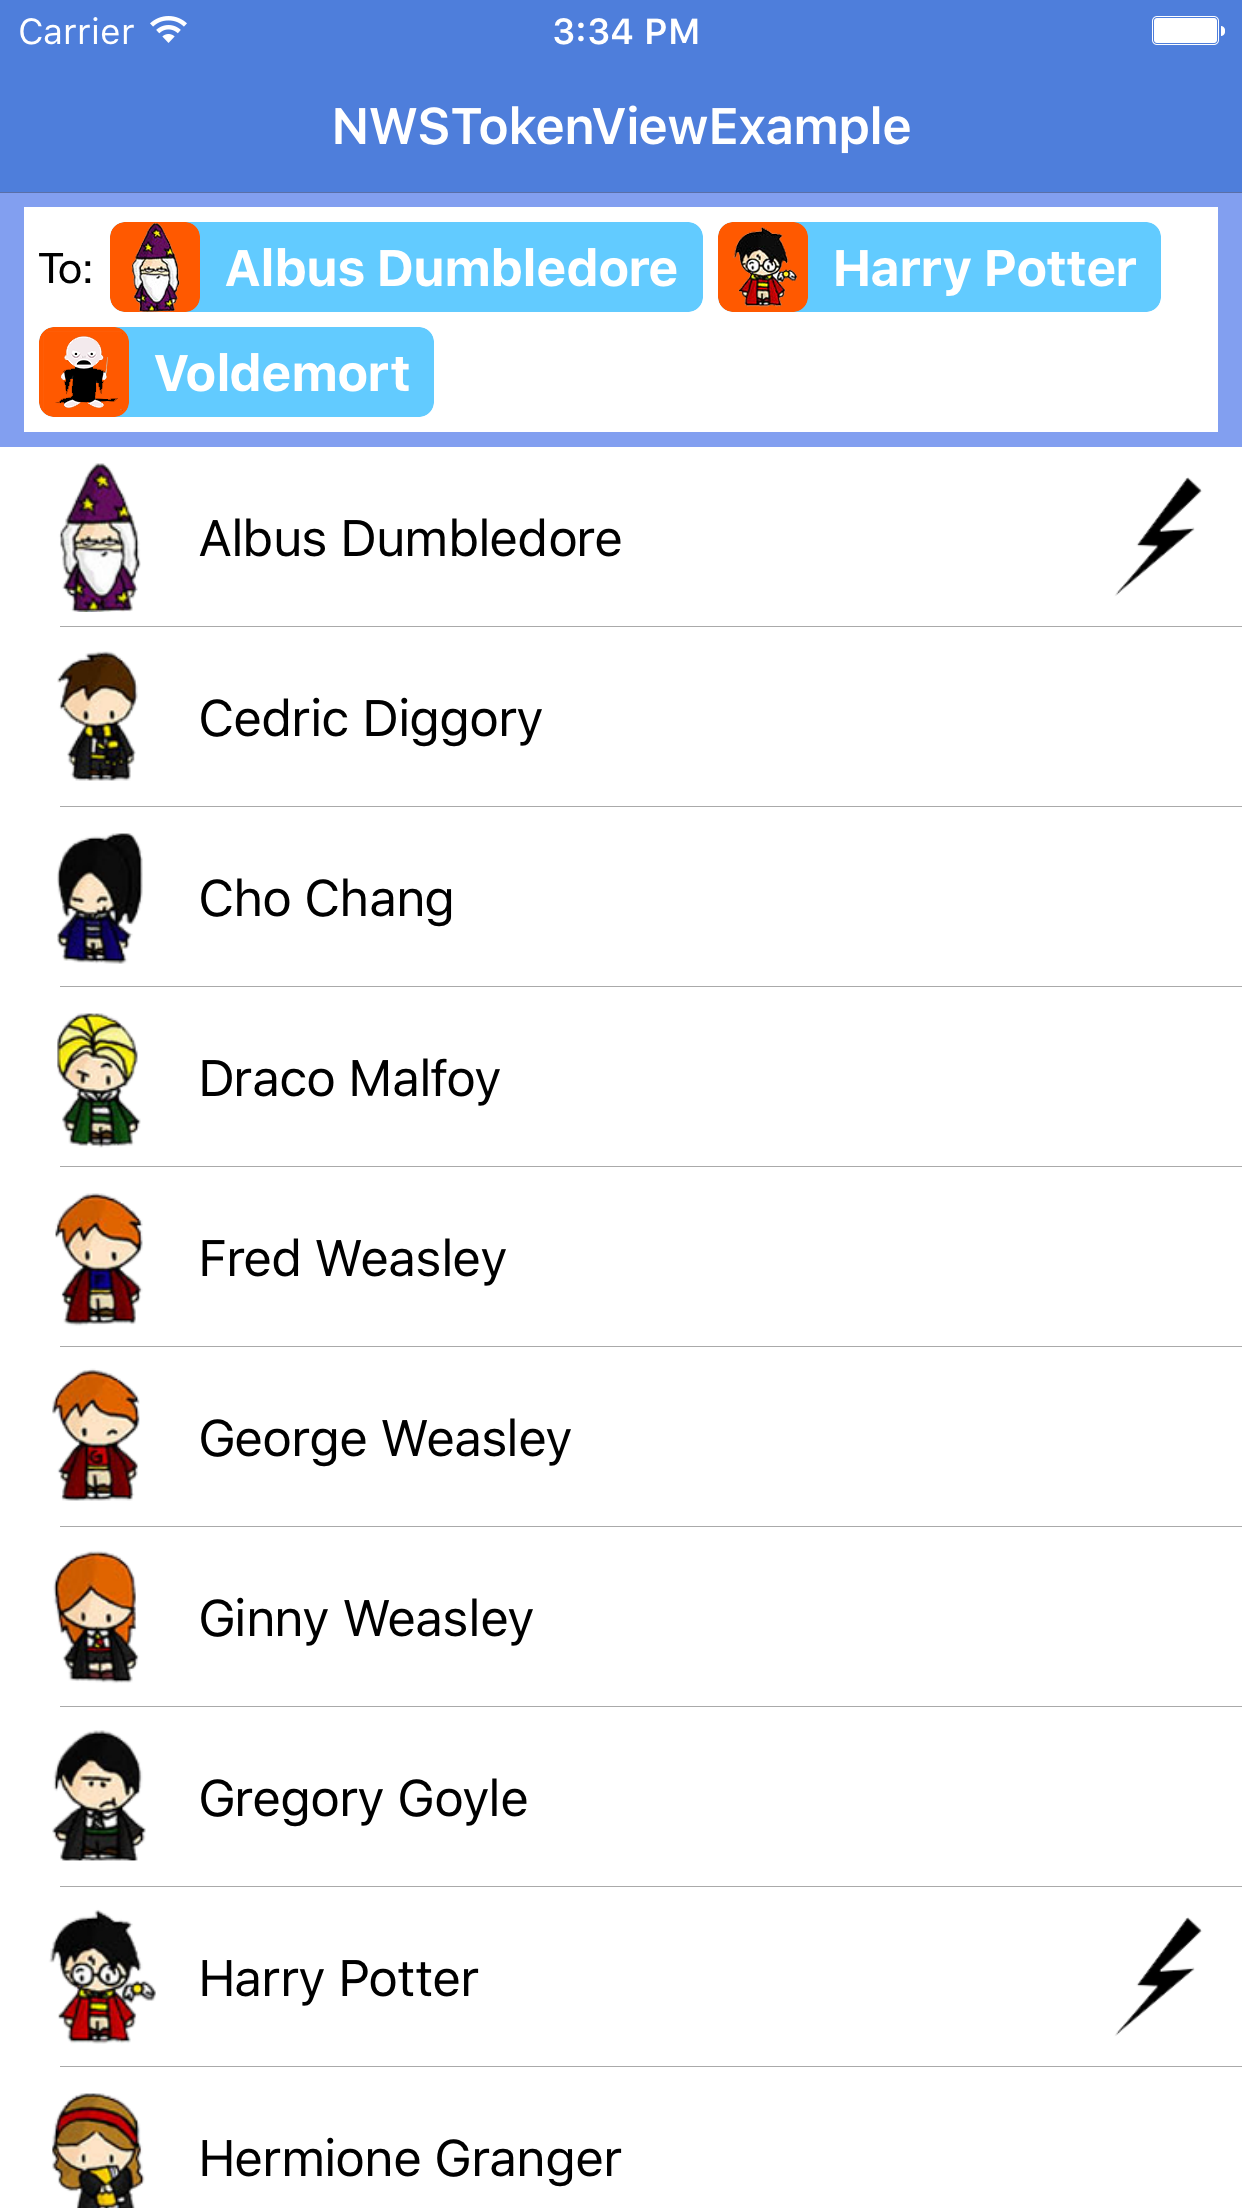 Carrier 3:34 PM
NWSTokenViewExample
To: Albus Dumbledore Harry Potter
Voldemort
Albus Dumbledore
Cedric Diggory
Cho Chang
Draco Malfoy
Fred Weasley
George Weasley
Ginny Weasley
Gregory Goyle
Harry Potter
Hermione Granger